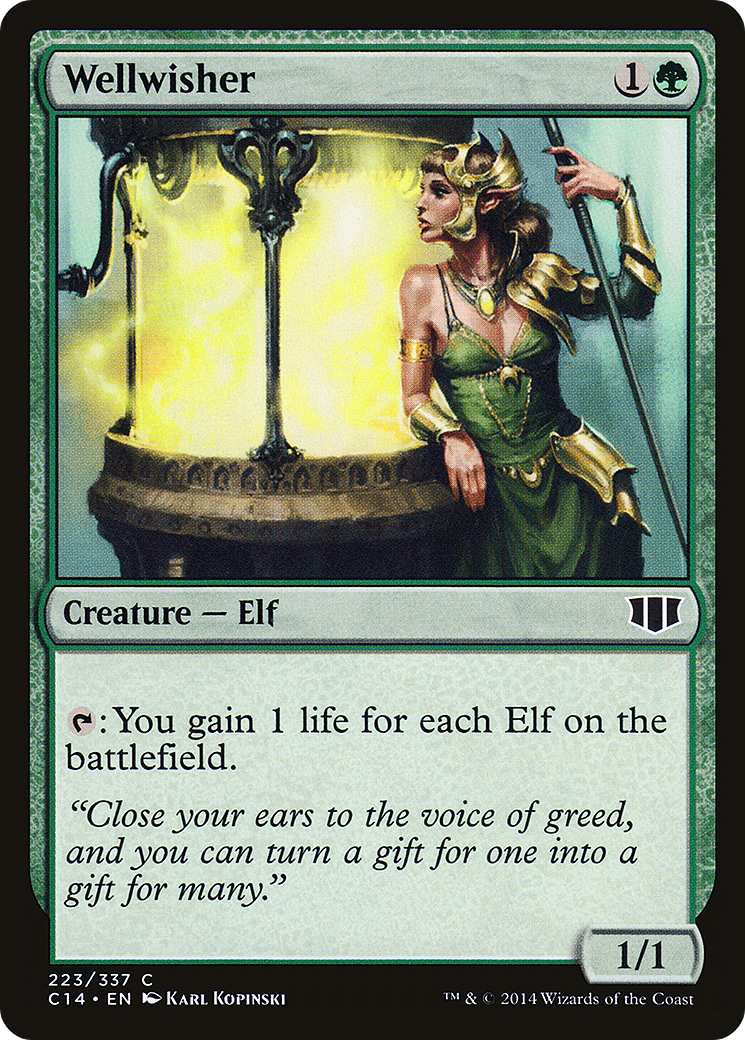 Wellwisher 1
Creature — Elf
: You gain 1 life for each Elf on the
battlefield.
“Close your ears to the voice of greed,
and you can turn a gift for one into a
gift for many.”
1/1
223/337 C
C14 • EN Karl Kopinski
™ & © 2014 Wizards of the Coast